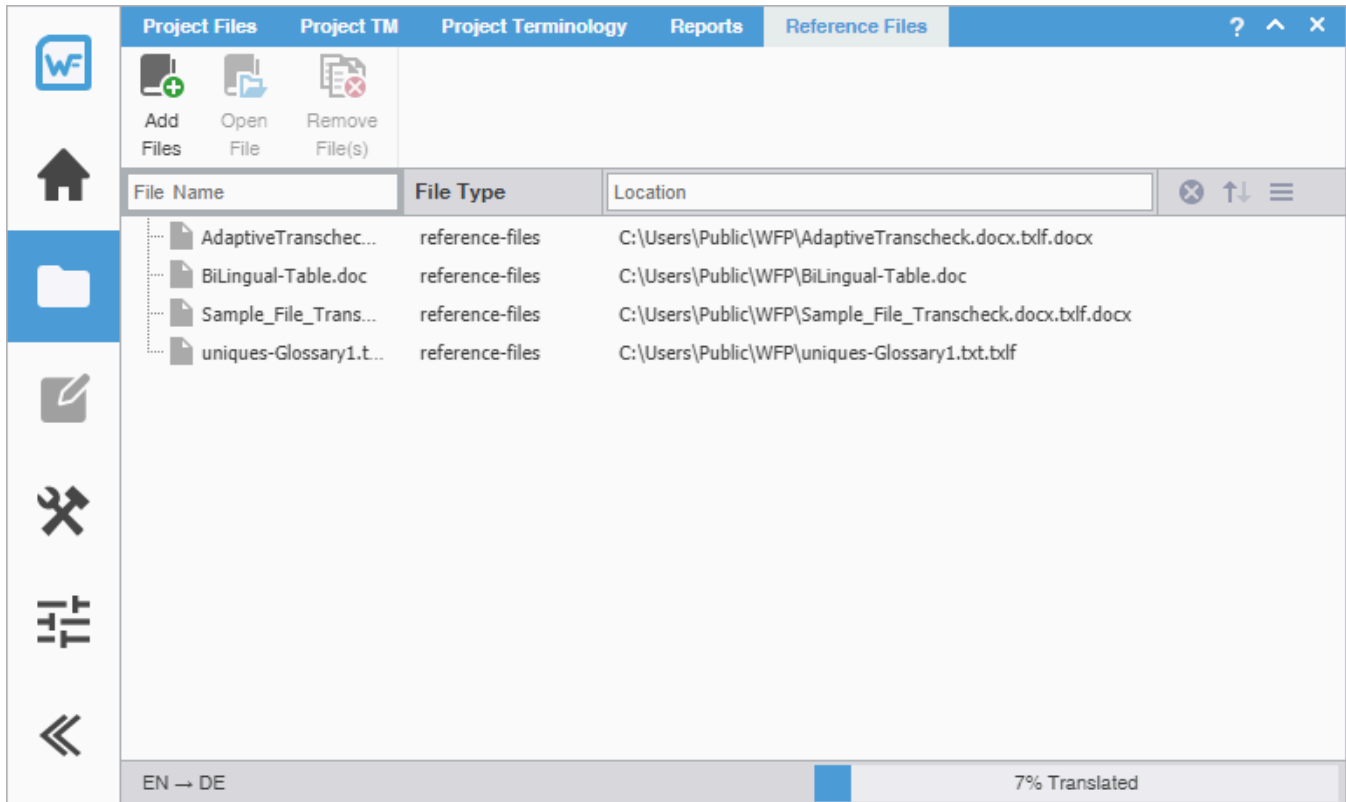 Project Files Project TM Project Terminology Reports Reference Files ?
WF
Add Files
Open File
Remove File(s)
File Name File Type Location
AdaptiveTranschec... reference-files C:\Users\Public\WFP\AdaptiveTranscheck.docx.txlf.docx
BiLingual-Table.doc reference-files C:\Users\Public\WFP\BiLingual-Table.doc
Sample_File_Trans... reference-files C:\Users\Public\WFP\Sample_File_Transcheck.docx.txlf.docx
uniques-Glossary1.t... reference-files C:\Users\Public\WFP\uniques-Glossary1.txt.txlf
EN → DE 7% Translated